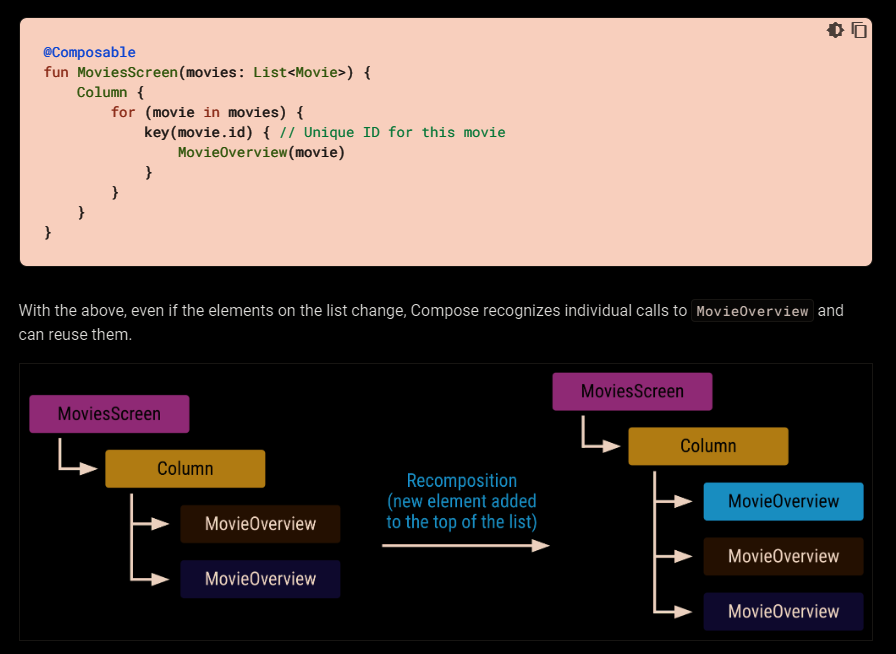 @Composable
fun MoviesScreen(movies: List<Movie>) {
    Column {
        for (movie in movies) {
            key(movie.id) { // Unique ID for this movie
                MovieOverview(movie)
            }
        }
    }
}
With the above, even if the elements on the list change, Compose recognizes individual calls to MovieOverview and
can reuse them.
MoviesScreen
Column
MovieOverview
MovieOverview
Recomposition
(new element added
to the top of the list)
MoviesScreen
Column
MovieOverview
MovieOverview
MovieOverview